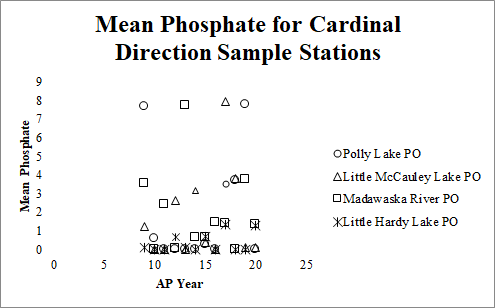 Mean Phosphate for Cardinal
Direction Sample Stations
Mean Phosphate
9
8
7
6
5
4
3
2
1
0
0 5 10 15 20 25
AP Year
Polly Lake PO
Little McCauley Lake PO
Madawaska River PO
Little Hardy Lake PO